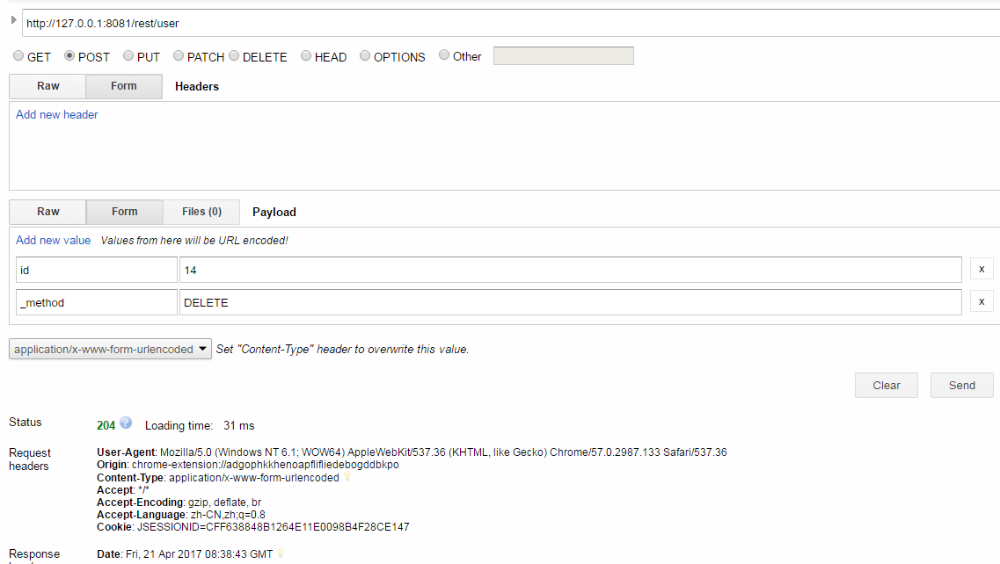 http://127.0.0.1:8081/rest/user
GET POST PUT PATCH DELETE HEAD OPTIONS Other
Raw Form Headers
Add new header
Raw Form Files (0) Payload
Add new value Values from here will be URL encoded!
id 14 x
_method DELETE x
application/x-www-form-urlencoded Set "Content-Type" header to overwrite this value.
Clear Send
Status 204 ? Loading time: 31 ms
Request headers
User-Agent: Mozilla/5.0 (Windows NT 6.1; WOW64) AppleWebKit/537.36 (KHTML, like Gecko) Chrome/57.0.2987.133 Safari/537.36
Origin: chrome-extension://adgophkkhenoapflifliedebogddbkpo
Content-Type: application/x-www-form-urlencoded
Accept: */*
Accept-Encoding: gzip, deflate, br
Accept-Language: zh-CN,zh;q=0.8
Cookie: JSESSIONID=CFF638848B1264E11E0098B4F28CE147
Response Date: Fri, 21 Apr 2017 08:38:43 GMT